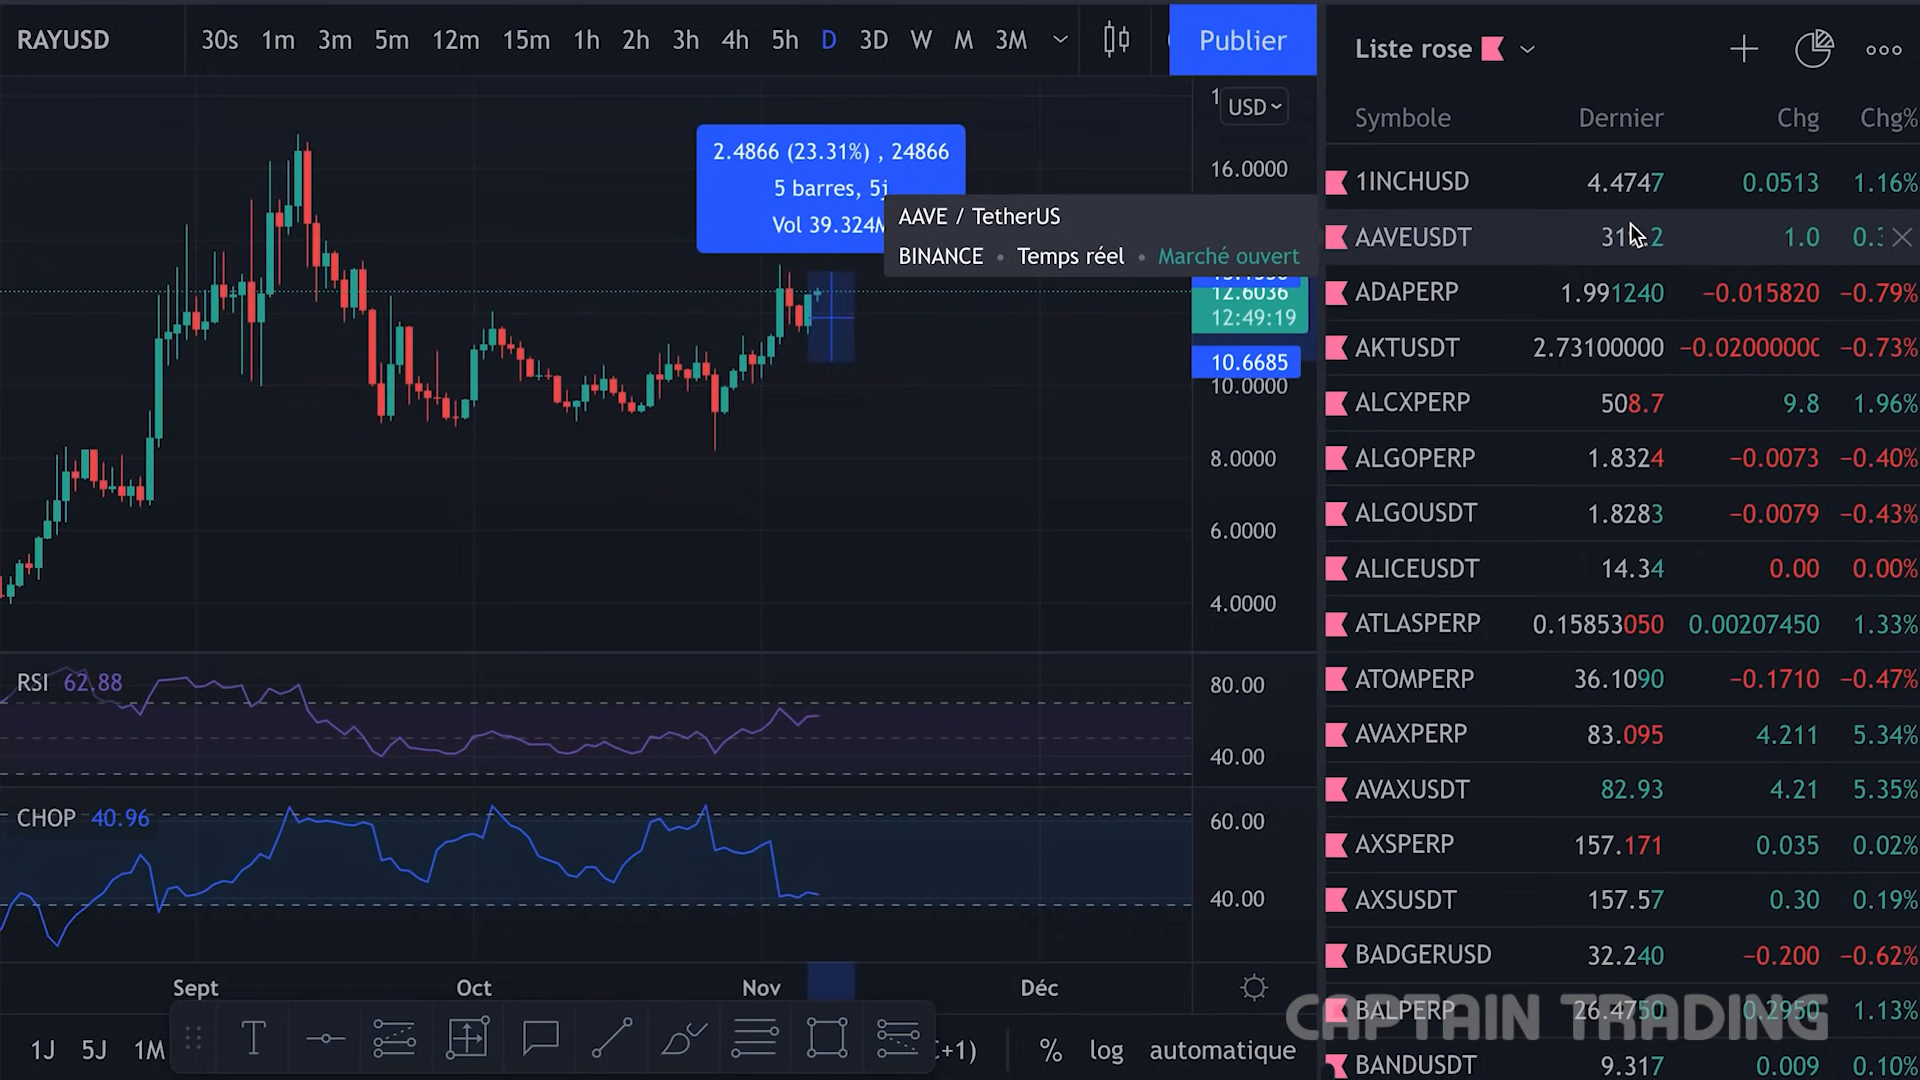 RAYUSD 30s 1m 3m 5m 12m 15m 1h 2h 3h 4h 5h D 3D W M 3M Publier
USD
2.4866 (23.31%) , 24866
5 barres, 5j
Vol 39.324M
AAVE / TetherUS
BINANCE • Temps réel • Marché ouvert
16.0000
12.6036
12:49:19
10.6685
10.0000
8.0000
6.0000
4.0000
RSI 62.88
80.00
40.00
CHOP 40.96
60.00
40.00
Sept Oct Nov Déc
1J 5J 1M
% log automatique
Liste rose
Symbole Dernier Chg Chg%
1INCHUSD 4.4747 0.0513 1.16%
AAVEUSDT 1.0
ADAPERP 1.991240 −0.015820 −0.79%
AKTUSDT 2.73100000 −0.02000000 −0.73%
ALCXPERP 508.7 9.8 1.96%
ALGOPERP 1.8324 −0.0073 −0.40%
ALGOUSDT 1.8283 −0.0079 −0.43%
ALICEUSDT 14.34 0.00 0.00%
ATLASPERP 0.15853050 0.00207450 1.33%
ATOMPERP 36.1090 −0.1710 −0.47%
AVAXPERP 83.095 4.211 5.34%
AVAXUSDT 82.93 4.21 5.35%
AXSPERP 157.171 0.035 0.02%
AXSUSDT 157.57 0.30 0.19%
BADGERUSD 32.240 −0.200 −0.62%
BALPERP 26.4750 0.2950 1.13%
BANDUSDT 9.317 0.009 0.10%
CAPTAIN TRADING